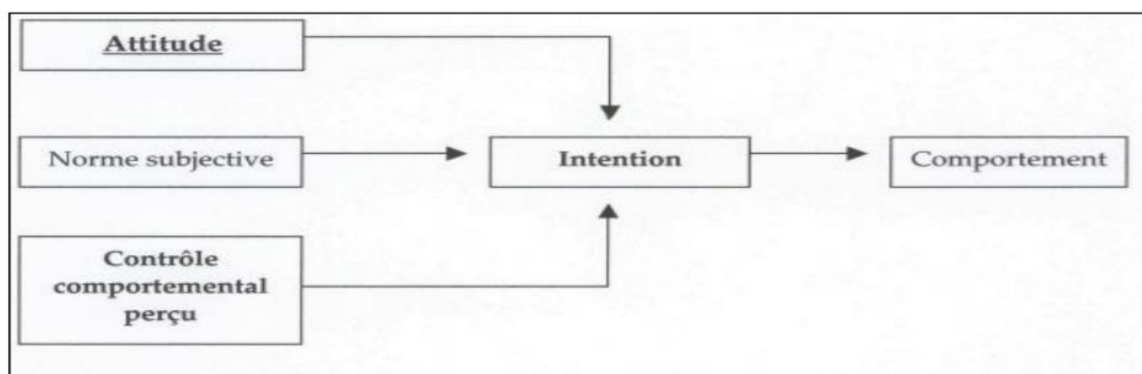 Attitude
Norme subjective
Intention
Comportement
Contrôle
comportemental
perçu